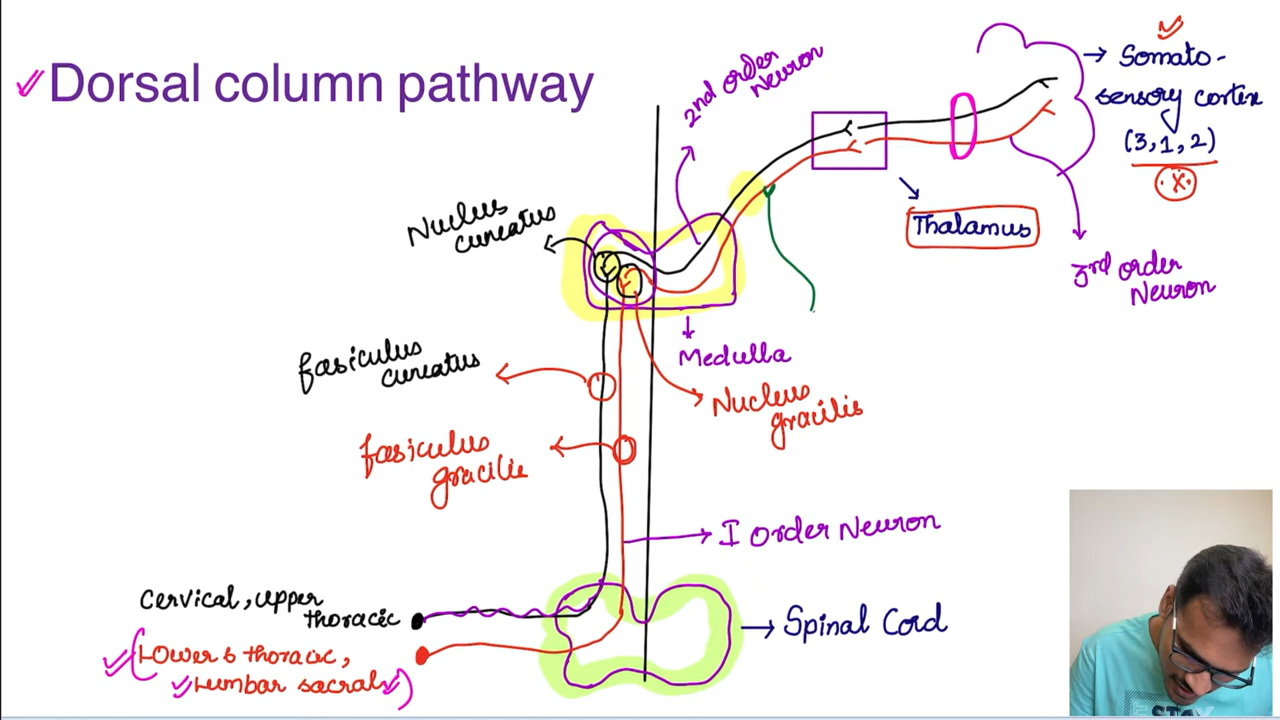 ✓Dorsal column pathway
2nd order
Neuron
→ Somato-
sensory cortex
(3,1,2)
Nucleus
cuneatus
Thalamus
3rd order
Neuron
fasiculus
cuneatus
Medulla
Nucleus
gracilis
fasiculus
gracilis
I order Neuron
Cervical, upper
thoracic
Lower 6 thoracic,
Lumbar sacral
Spinal Cord